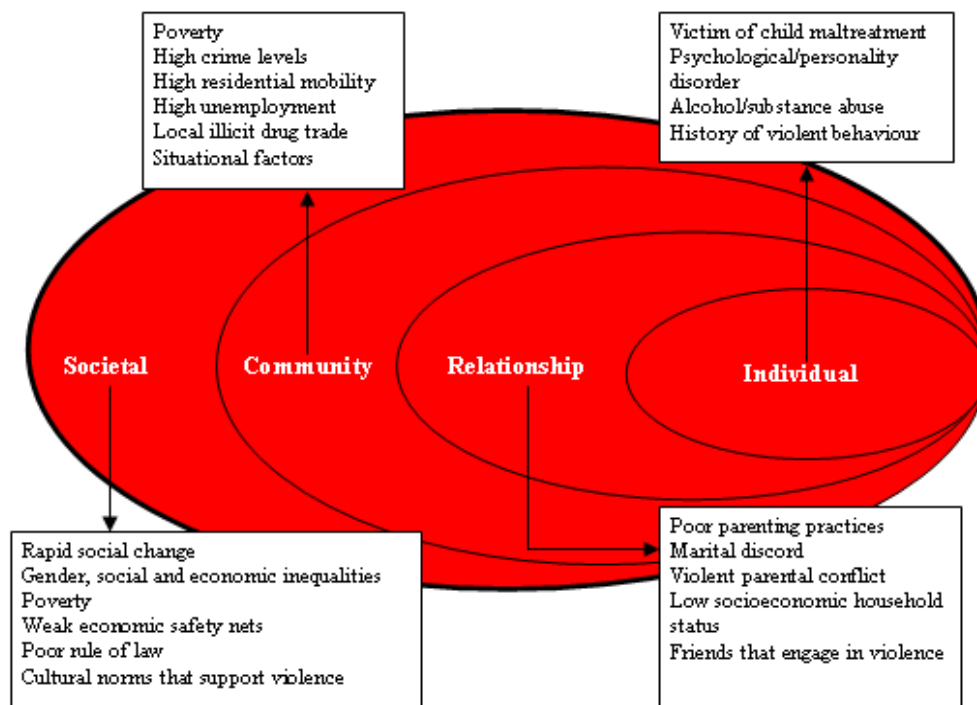 Poverty
High crime levels
High residential mobility
High unemployment
Local illicit drug trade
Situational factors
Victim of child maltreatment
Psychological/personality
disorder
Alcohol/substance abuse
History of violent behaviour
Societal
Community
Relationship
Individual
Rapid social change
Gender, social and economic inequalities
Poverty
Weak economic safety nets
Poor rule of law
Cultural norms that support violence
Poor parenting practices
Marital discord
Violent parental conflict
Low socioeconomic household
status
Friends that engage in violence